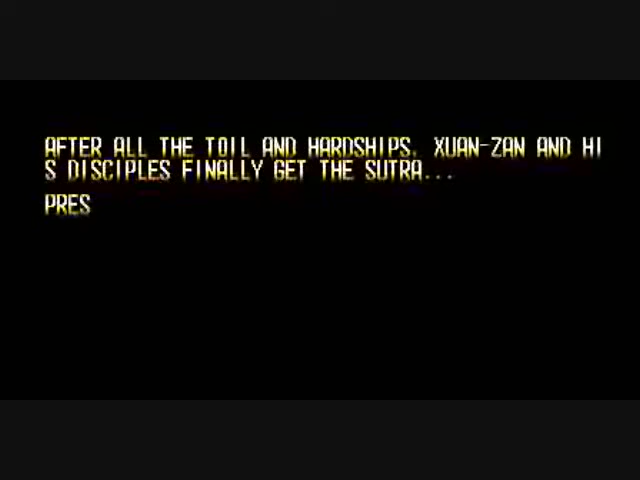 AFTER ALL THE TOIL AND HARDSHIPS, XUAN-ZAN AND HI
S DISCIPLES FINALLY GET THE SUTRA...
PRES